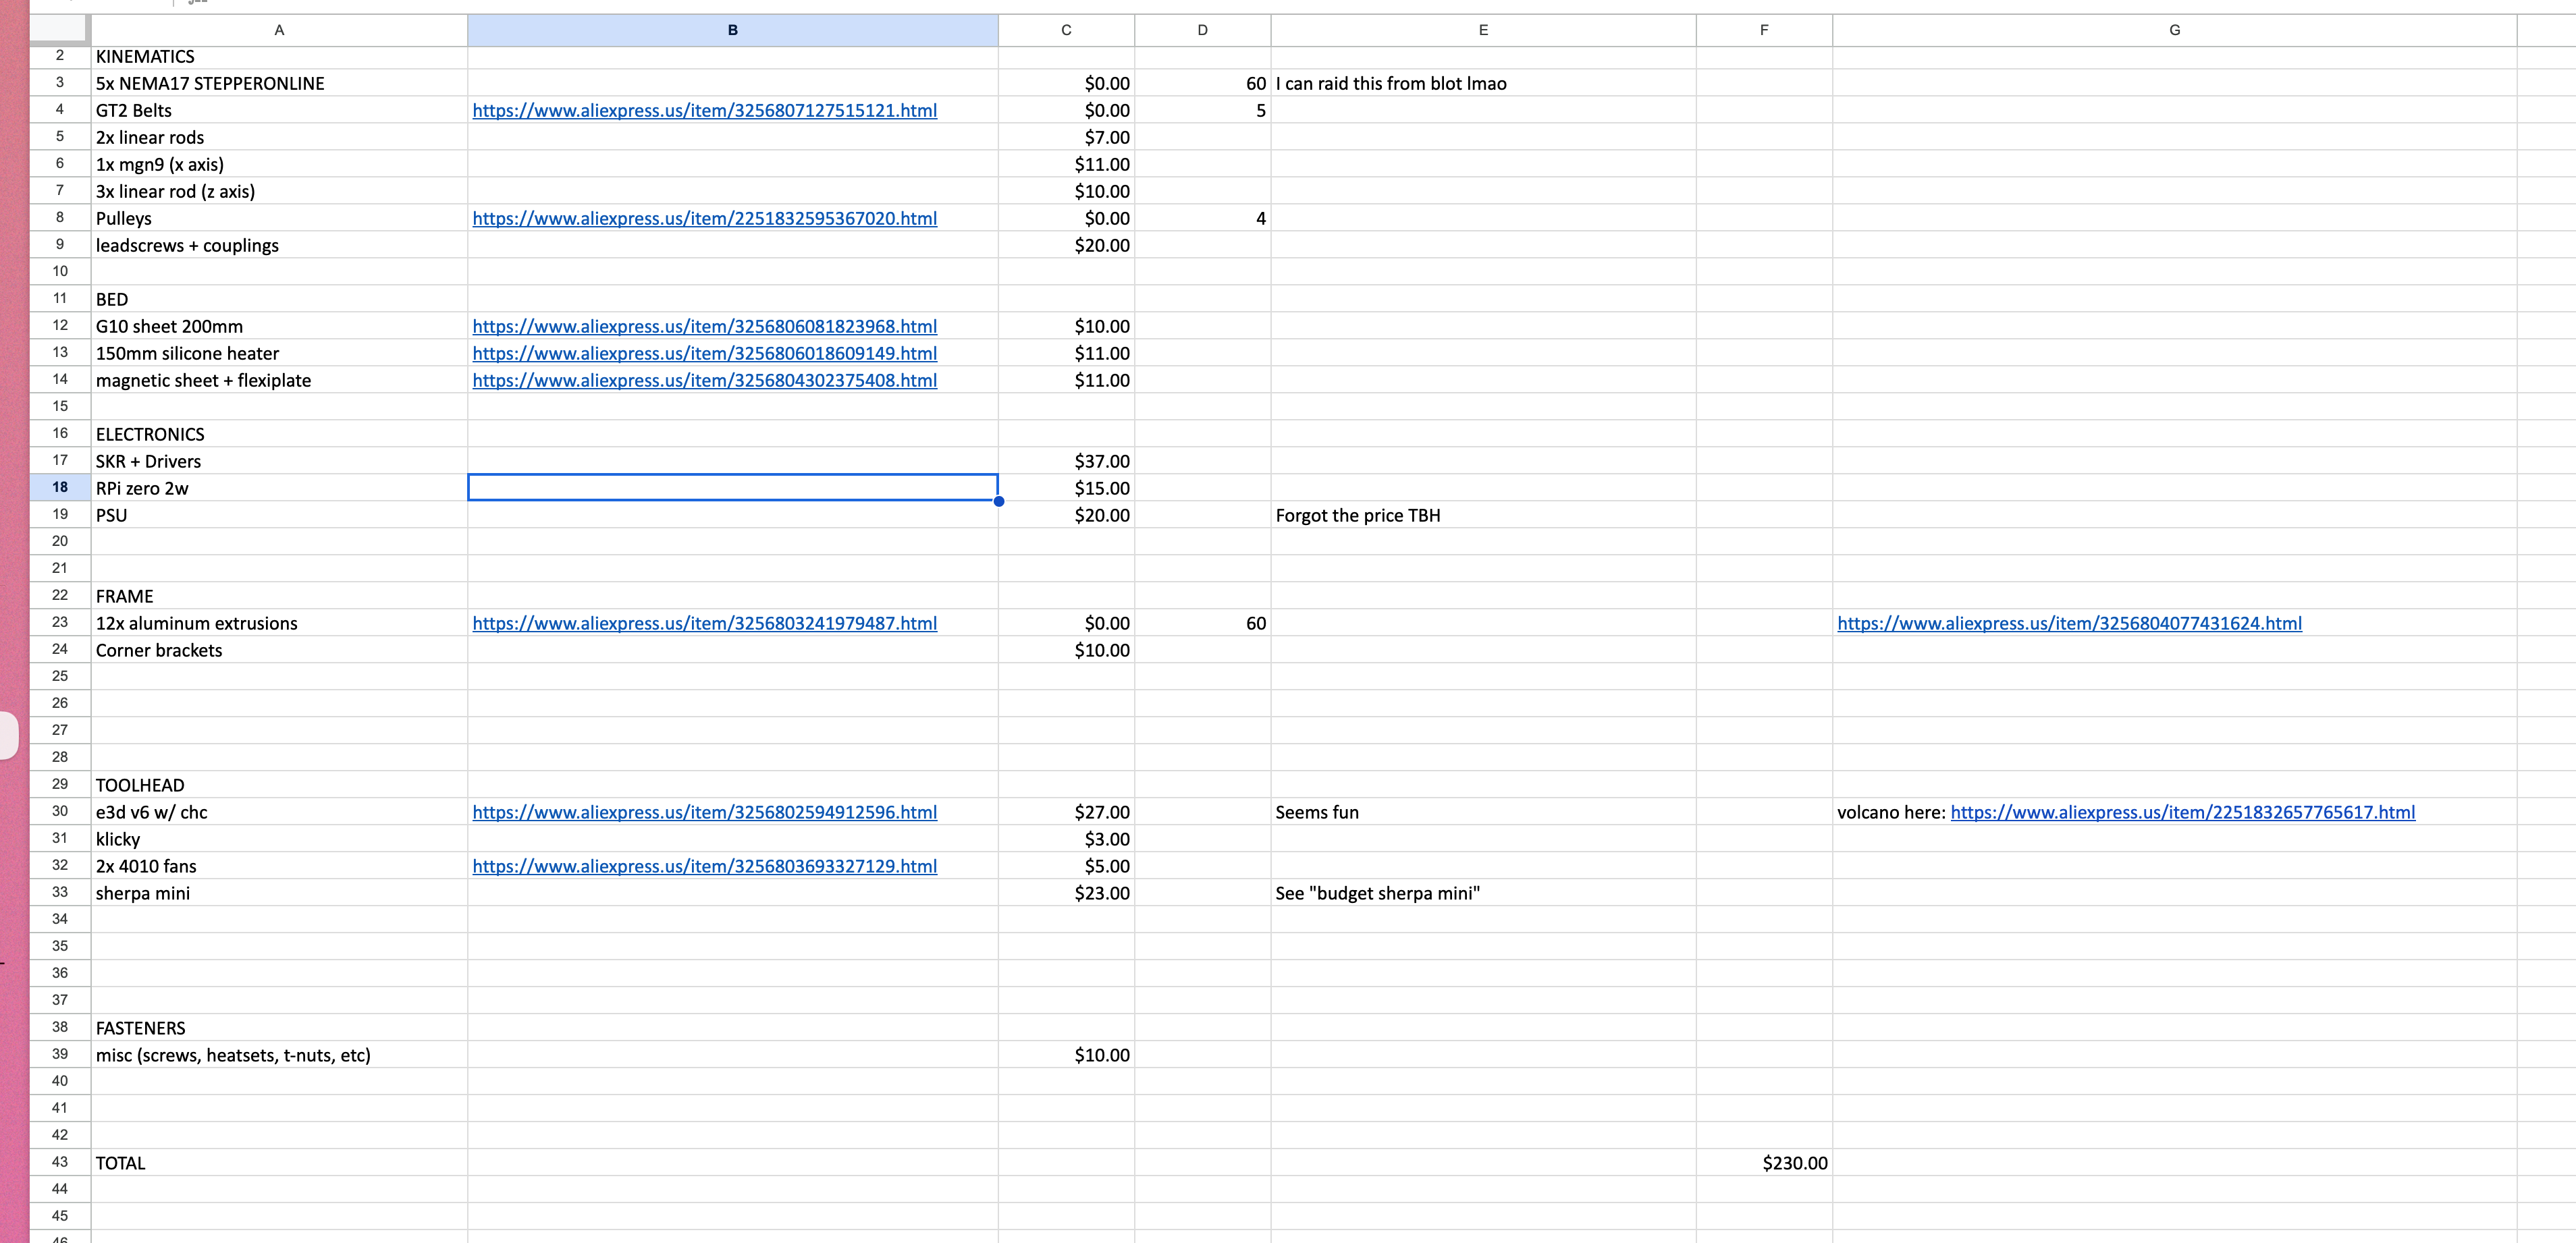 A B C D E F G
2 KINEMATICS
3 5x NEMA17 STEPPERONLINE $0.00 60 I can raid this from blot lmao
4 GT2 Belts https://www.aliexpress.us/item/3256807127515121.html $0.00 5
5 2x linear rods $7.00
6 1x mgn9 (x axis) $11.00
7 3x linear rod (z axis) $10.00
8 Pulleys https://www.aliexpress.us/item/2251832595367020.html $0.00 4
9 leadscrews + couplings $20.00
10
11 BED
12 G10 sheet 200mm https://www.aliexpress.us/item/3256806081823968.html $10.00
13 150mm silicone heater https://www.aliexpress.us/item/3256806018609149.html $11.00
14 magnetic sheet + flexiplate https://www.aliexpress.us/item/3256804302375408.html $11.00
15
16 ELECTRONICS
17 SKR + Drivers $37.00
18 RPi zero 2w $15.00
19 PSU $20.00 Forgot the price TBH
20
21
22 FRAME
23 12x aluminum extrusions https://www.aliexpress.us/item/3256803241979487.html $0.00 60 https://www.aliexpress.us/item/3256804077431624.html
24 Corner brackets $10.00
25
26
27
28
29 TOOLHEAD
30 e3d v6 w/ chc https://www.aliexpress.us/item/3256802594912596.html $27.00 Seems fun volcano here: https://www.aliexpress.us/item/2251832657765617.html
31 klicky $3.00
32 2x 4010 fans https://www.aliexpress.us/item/3256803693327129.html $5.00
33 sherpa mini $23.00 See "budget sherpa mini"
34
35
36
37
38 FASTENERS
39 misc (screws, heatsets, t-nuts, etc) $10.00
40
41
42
43 TOTAL $230.00
44
45
46